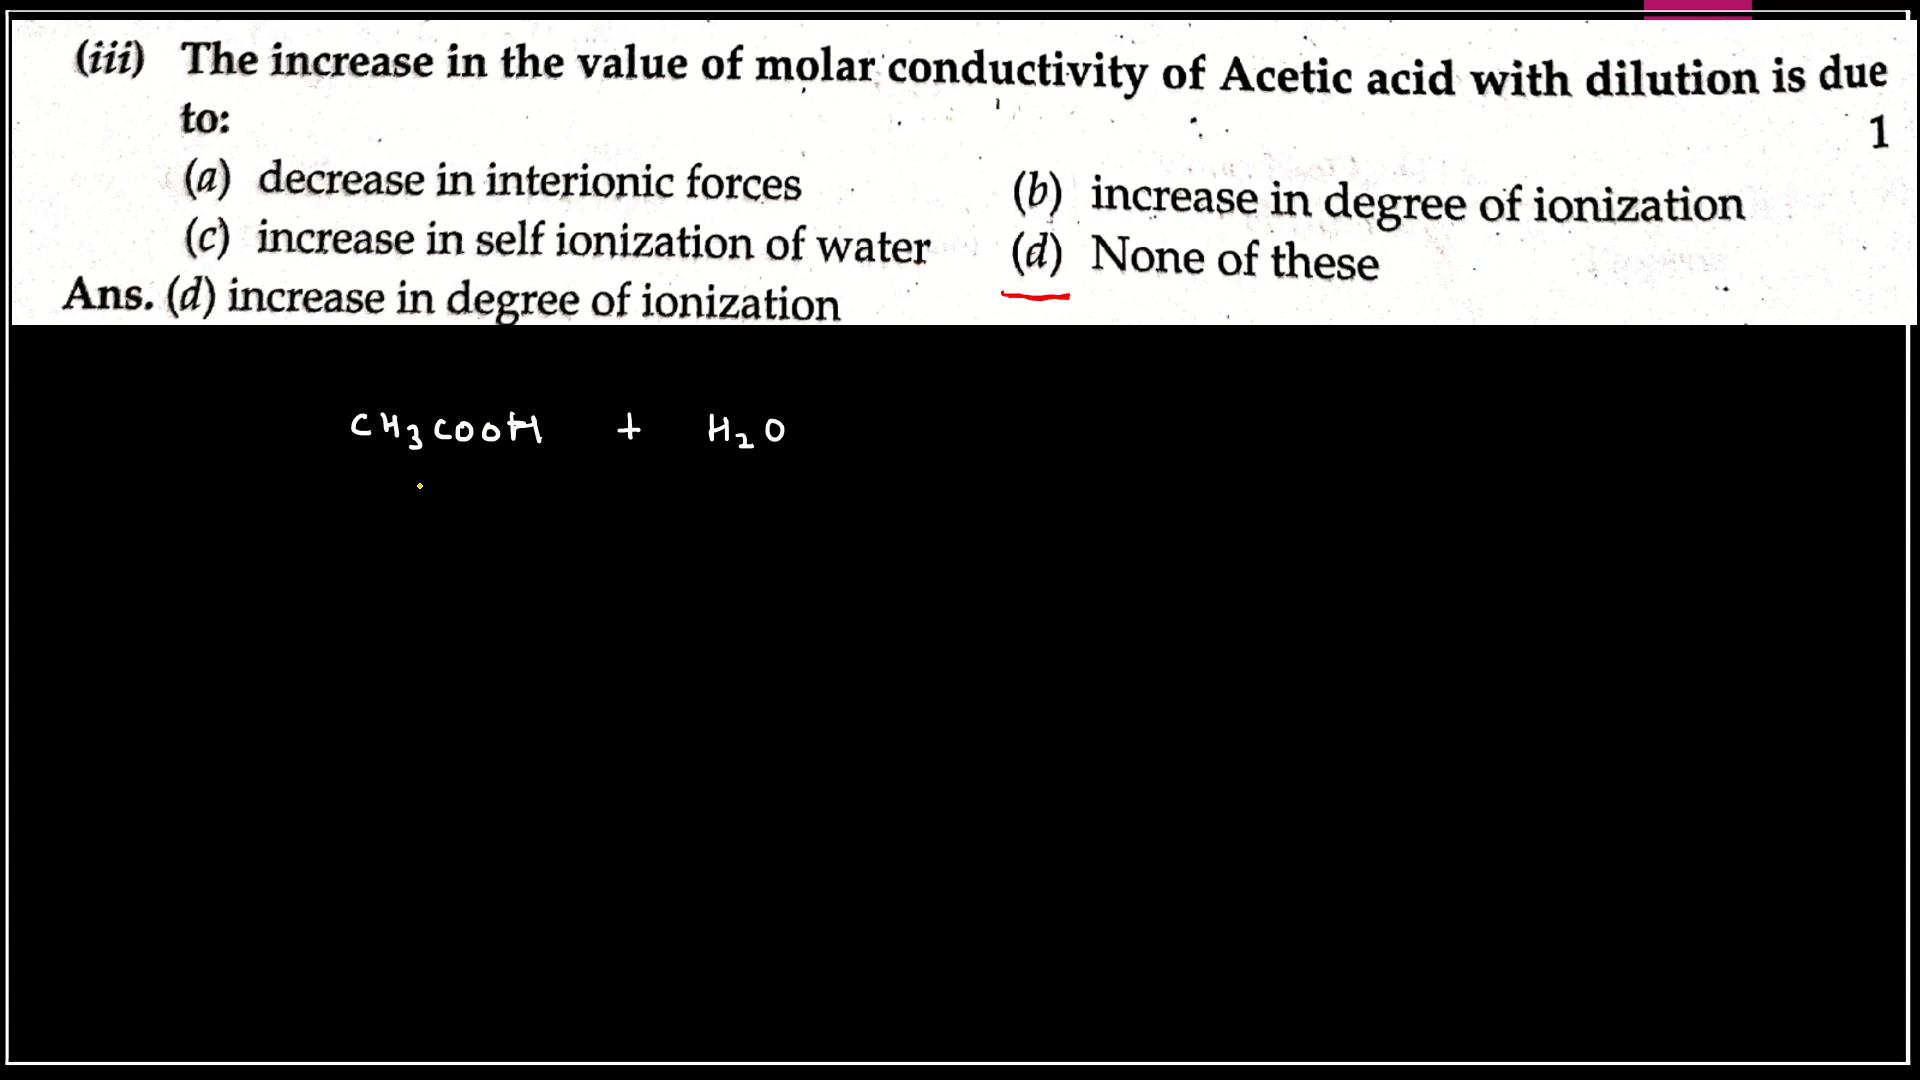 (iii) The increase in the value of molar conductivity of Acetic acid with dilution is due
to: 1
(a) decrease in interionic forces (b) increase in degree of ionization
(c) increase in self ionization of water (d) None of these
Ans. (d) increase in degree of ionization
CH₃COOH + H₂O